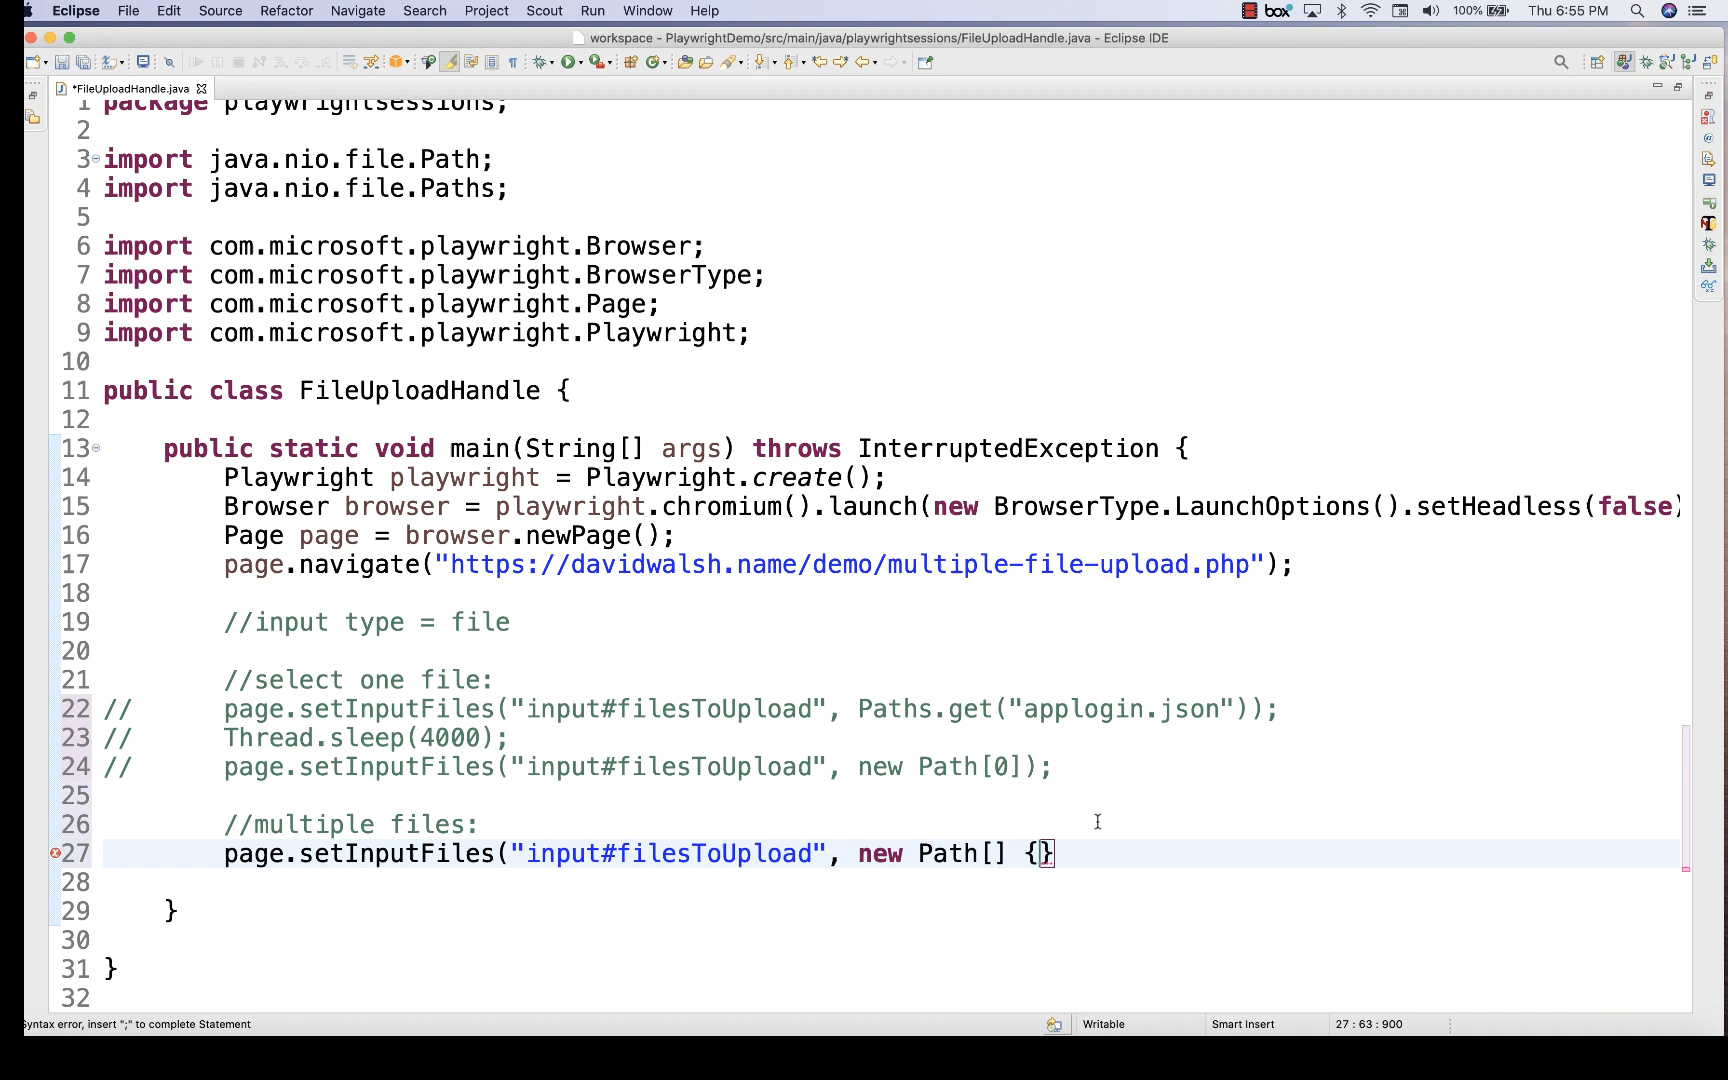 Eclipse File Edit Source Refactor Navigate Search Project Scout Run Window Help box 100% Thu 6:55 PM
workspace - PlaywrightDemo/src/main/java/playwrightsessions/FileUploadHandle.java - Eclipse IDE
*FileUploadHandle.java
1 package playwrightsessions;
2
3 import java.nio.file.Path;
4 import java.nio.file.Paths;
5
6 import com.microsoft.playwright.Browser;
7 import com.microsoft.playwright.BrowserType;
8 import com.microsoft.playwright.Page;
9 import com.microsoft.playwright.Playwright;
10
11 public class FileUploadHandle {
12
13 public static void main(String[] args) throws InterruptedException {
14 Playwright playwright = Playwright.create();
15 Browser browser = playwright.chromium().launch(new BrowserType.LaunchOptions().setHeadless(false)
16 Page page = browser.newPage();
17 page.navigate("https://davidwalsh.name/demo/multiple-file-upload.php");
18
19 //input type = file
20
21 //select one file:
22 // page.setInputFiles("input#filesToUpload", Paths.get("applogin.json"));
23 // Thread.sleep(4000);
24 // page.setInputFiles("input#filesToUpload", new Path[0]);
25
26 //multiple files:
27 page.setInputFiles("input#filesToUpload", new Path[] {}
28
29 }
30
31 }
32
yntax error, insert ";" to complete Statement Writable Smart Insert 27 : 63 : 900